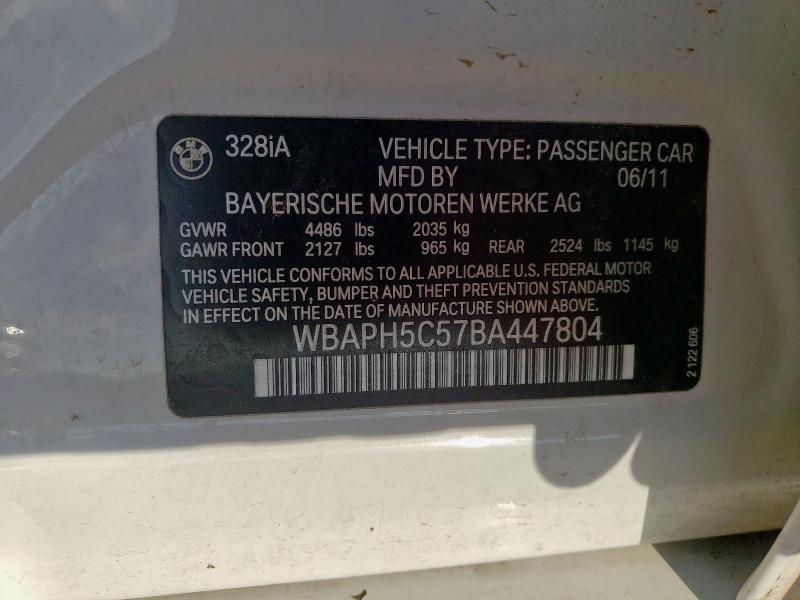 BMW 328iA VEHICLE TYPE: PASSENGER CAR
MFD BY 06/11
BAYERISCHE MOTOREN WERKE AG
GVWR 4486 lbs 2035 kg
GAWR FRONT 2127 lbs 965 kg REAR 2524 lbs 1145 kg
THIS VEHICLE CONFORMS TO ALL APPLICABLE U.S. FEDERAL MOTOR
VEHICLE SAFETY, BUMPER AND THEFT PREVENTION STANDARDS
IN EFFECT ON THE DATE OF MANUFACTURE SHOWN ABOVE.
WBAPH5C57BA447804
2 122 606